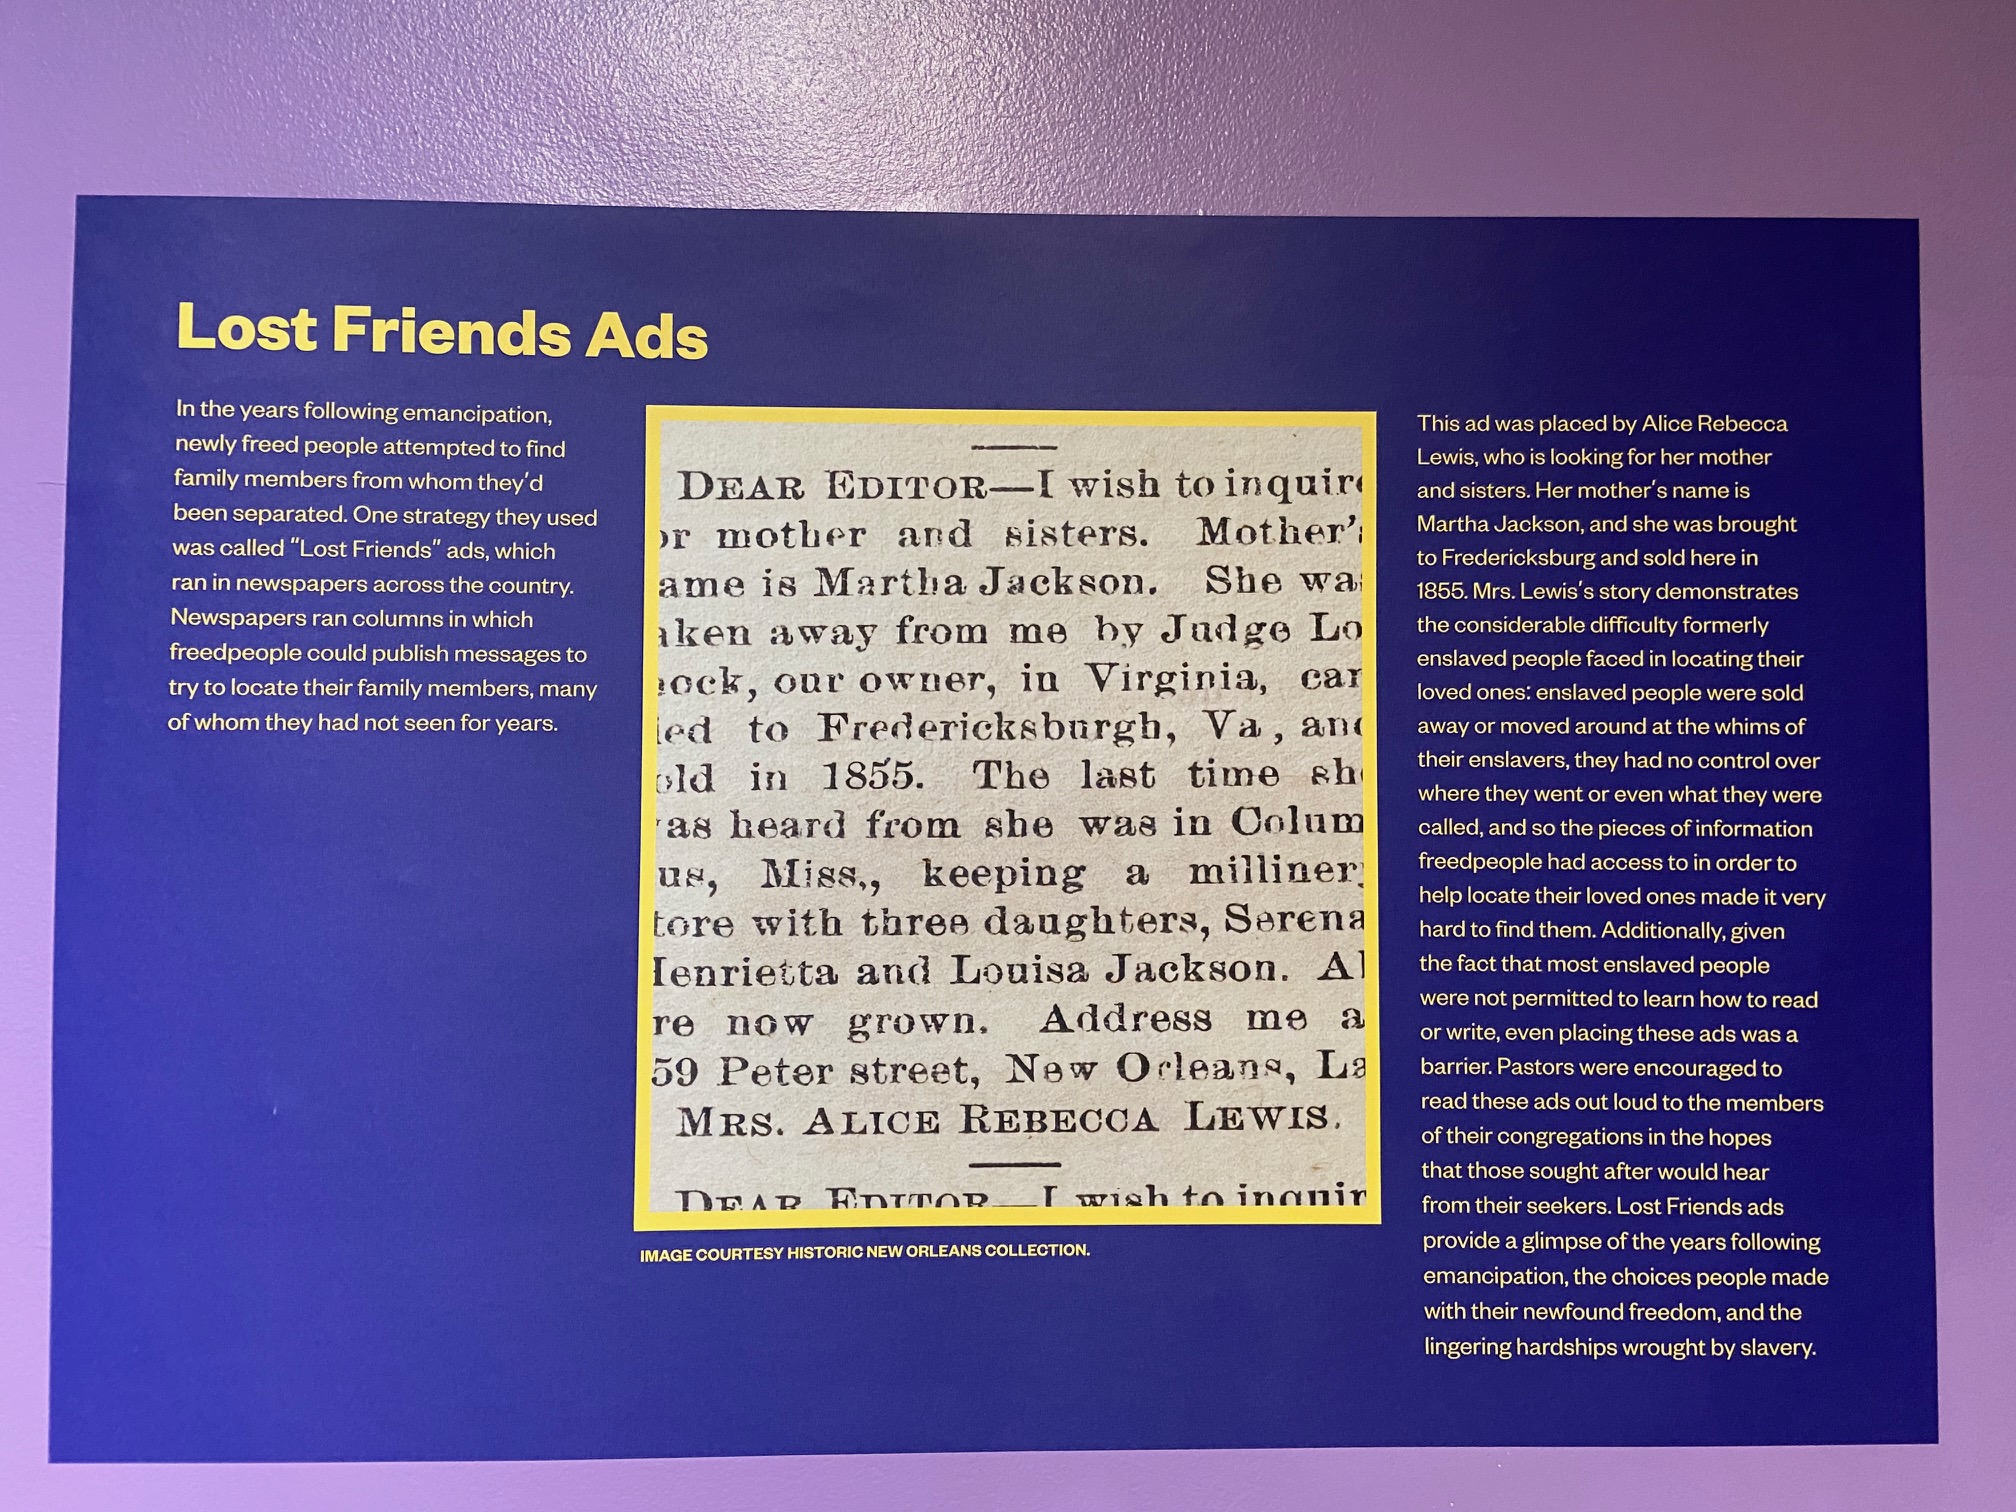 Lost Friends Ads
In the years following emancipation,
newly freed people attempted to find
family members from whom they'd
been separated. One strategy they used
was called "Lost Friends" ads, which
ran in newspapers across the country.
Newspapers ran columns in which
freedpeople could publish messages to
try to locate their family members, many
of whom they had not seen for years.
DEAR EDITOR—I wish to inquire
or mother and sisters. Mother's
ame is Martha Jackson. She was
aken away from me by Judge Lo
ock, our owner, in Virginia, car
ied to Fredericksburgh, Va, and
old in 1855. The last time she
as heard from she was in Colum
us, Miss., keeping a millinery
tore with three daughters, Serena
Henrietta and Louisa Jackson. Al
re now grown. Address me a
59 Peter street, New Orleans, La
MRS. ALICE REBECCA LEWIS.
DEAR EDITOR—I wish to inquir
IMAGE COURTESY HISTORIC NEW ORLEANS COLLECTION.
This ad was placed by Alice Rebecca
Lewis, who is looking for her mother
and sisters. Her mother's name is
Martha Jackson, and she was brought
to Fredericksburg and sold here in
1855. Mrs. Lewis's story demonstrates
the considerable difficulty formerly
enslaved people faced in locating their
loved ones: enslaved people were sold
away or moved around at the whims of
their enslavers, they had no control over
where they went or even what they were
called, and so the pieces of information
freedpeople had access to in order to
help locate their loved ones made it very
hard to find them. Additionally, given
the fact that most enslaved people
were not permitted to learn how to read
or write, even placing these ads was a
barrier. Pastors were encouraged to
read these ads out loud to the members
of their congregations in the hopes
that those sought after would hear
from their seekers. Lost Friends ads
provide a glimpse of the years following
emancipation, the choices people made
with their newfound freedom, and the
lingering hardships wrought by slavery.